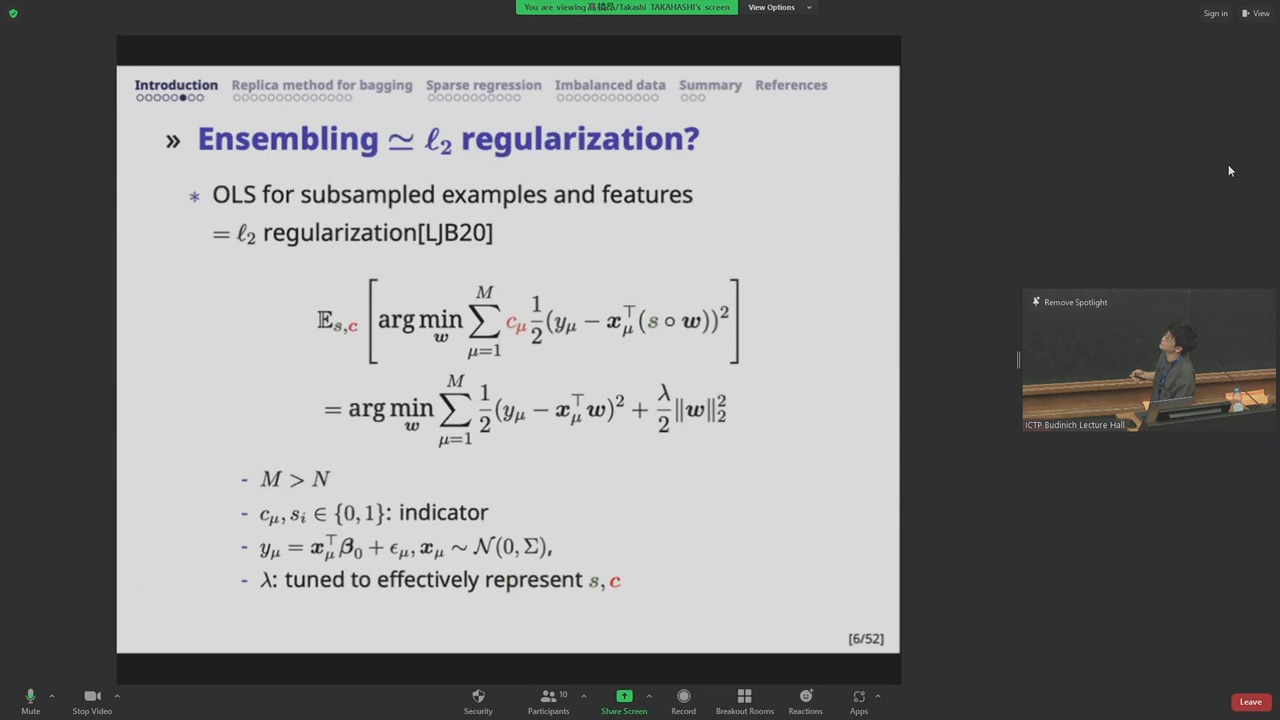 You are viewing 髙橋昂/Takashi TAKAHASHI's screen
View Options
Sign in
View
Introduction Replica method for bagging Sparse regression Imbalanced data Summary References
» Ensembling ≃ ℓ₂ regularization?
* OLS for subsampled examples and features
= ℓ₂ regularization[LJB20]
𝔼_{s,c} [ arg min_w ∑_{μ=1}^{M} c_μ 1/2 (y_μ − x_μ^⊤(s ∘ w))² ]
= arg min_w ∑_{μ=1}^{M} 1/2 (y_μ − x_μ^⊤ w)² + λ/2 ‖w‖₂²
- M > N
- c_μ, s_i ∈ {0, 1}: indicator
- y_μ = x_μ^⊤ β₀ + ϵ_μ, x_μ ∼ 𝒩(0, Σ),
- λ: tuned to effectively represent s, c
[6/52]
Remove Spotlight
ICTP Budinich Lecture Hall
Mute
Stop Video
Security
Participants
10
Share Screen
Record
Breakout Rooms
Reactions
Apps
Leave